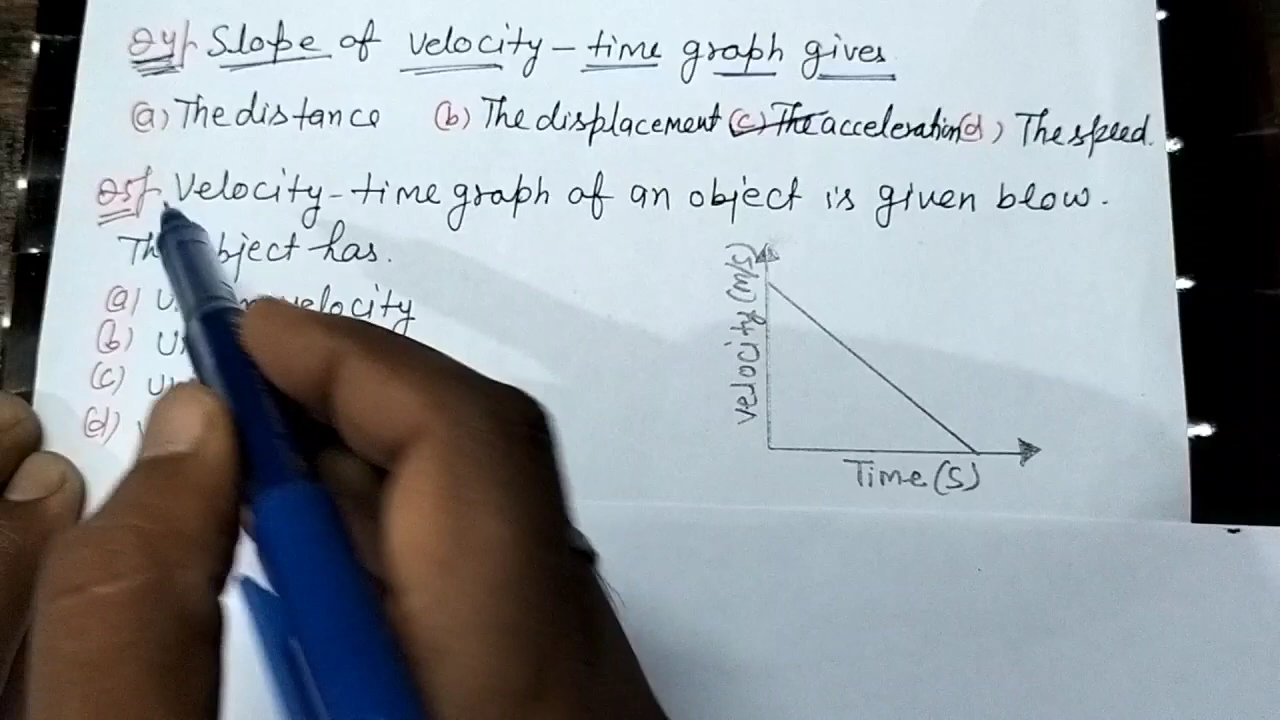 Q4). Slope of velocity - time graph gives
(a) The distance (b) The displacement (c) The acceleration (d) The speed.
Q5). Velocity - time graph of an object is given blow.
object has.
(a) velocity
(b)
(c)
(d)
velocity (m/s)
Time (S)